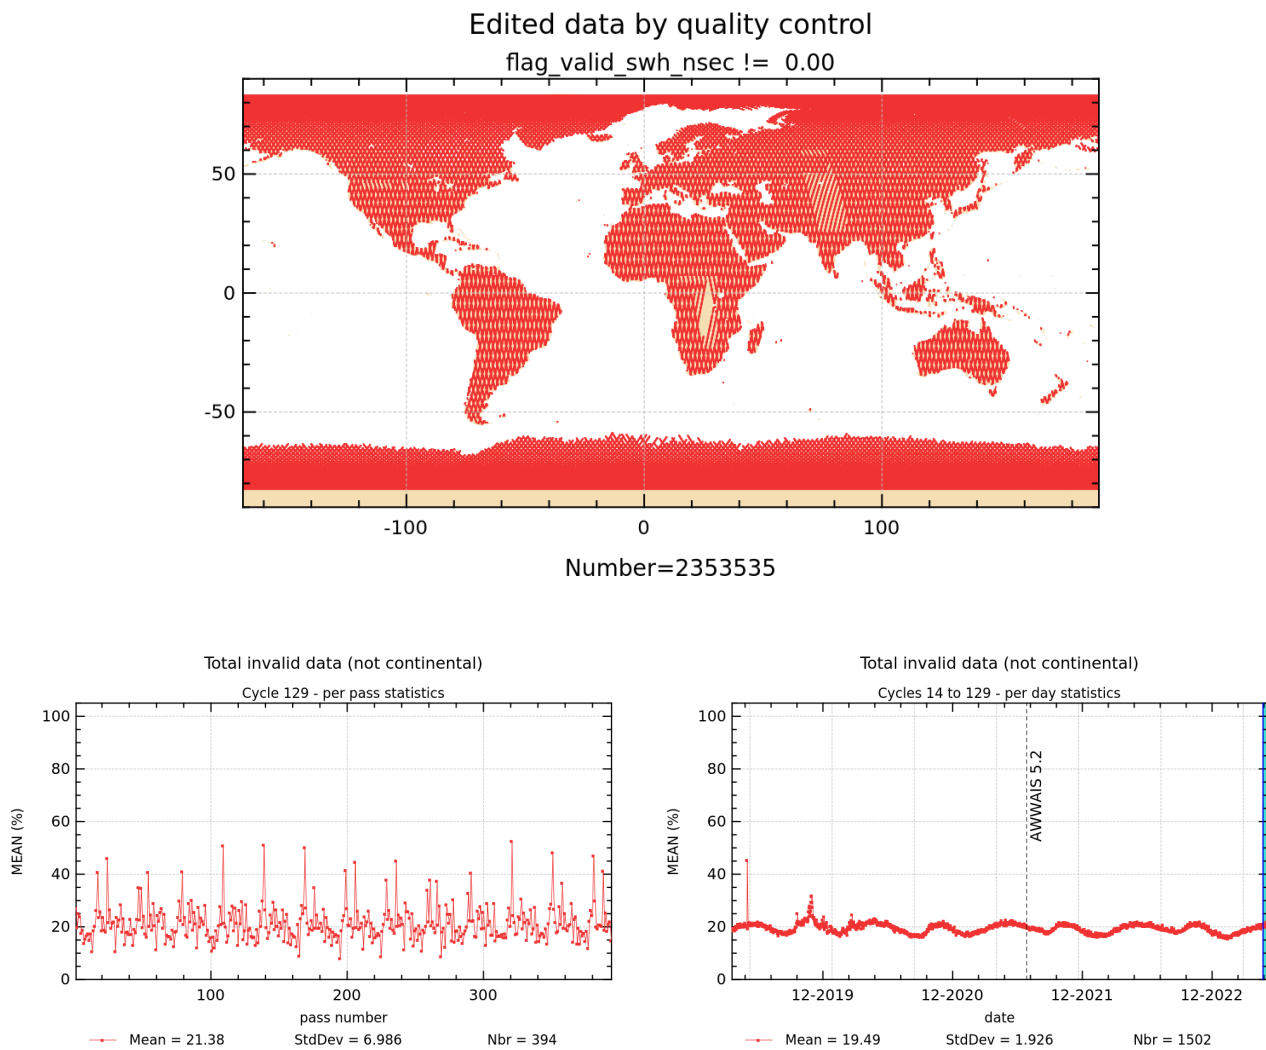 Edited data by quality control
flag_valid_swh_nsec !=  0.00
50
0
-50
-100
0
100
Number=2353535
Total invalid data (not continental)
Cycle 129 - per pass statistics
MEAN (%)
100
80
60
40
20
0
100
200
300
pass number
Mean = 21.38
StdDev = 6.986
Nbr = 394
Total invalid data (not continental)
Cycles 14 to 129 - per day statistics
MEAN (%)
100
80
60
40
20
0
AWWAIS 5.2
12-2019
12-2020
12-2021
12-2022
date
Mean = 19.49
StdDev = 1.926
Nbr = 1502